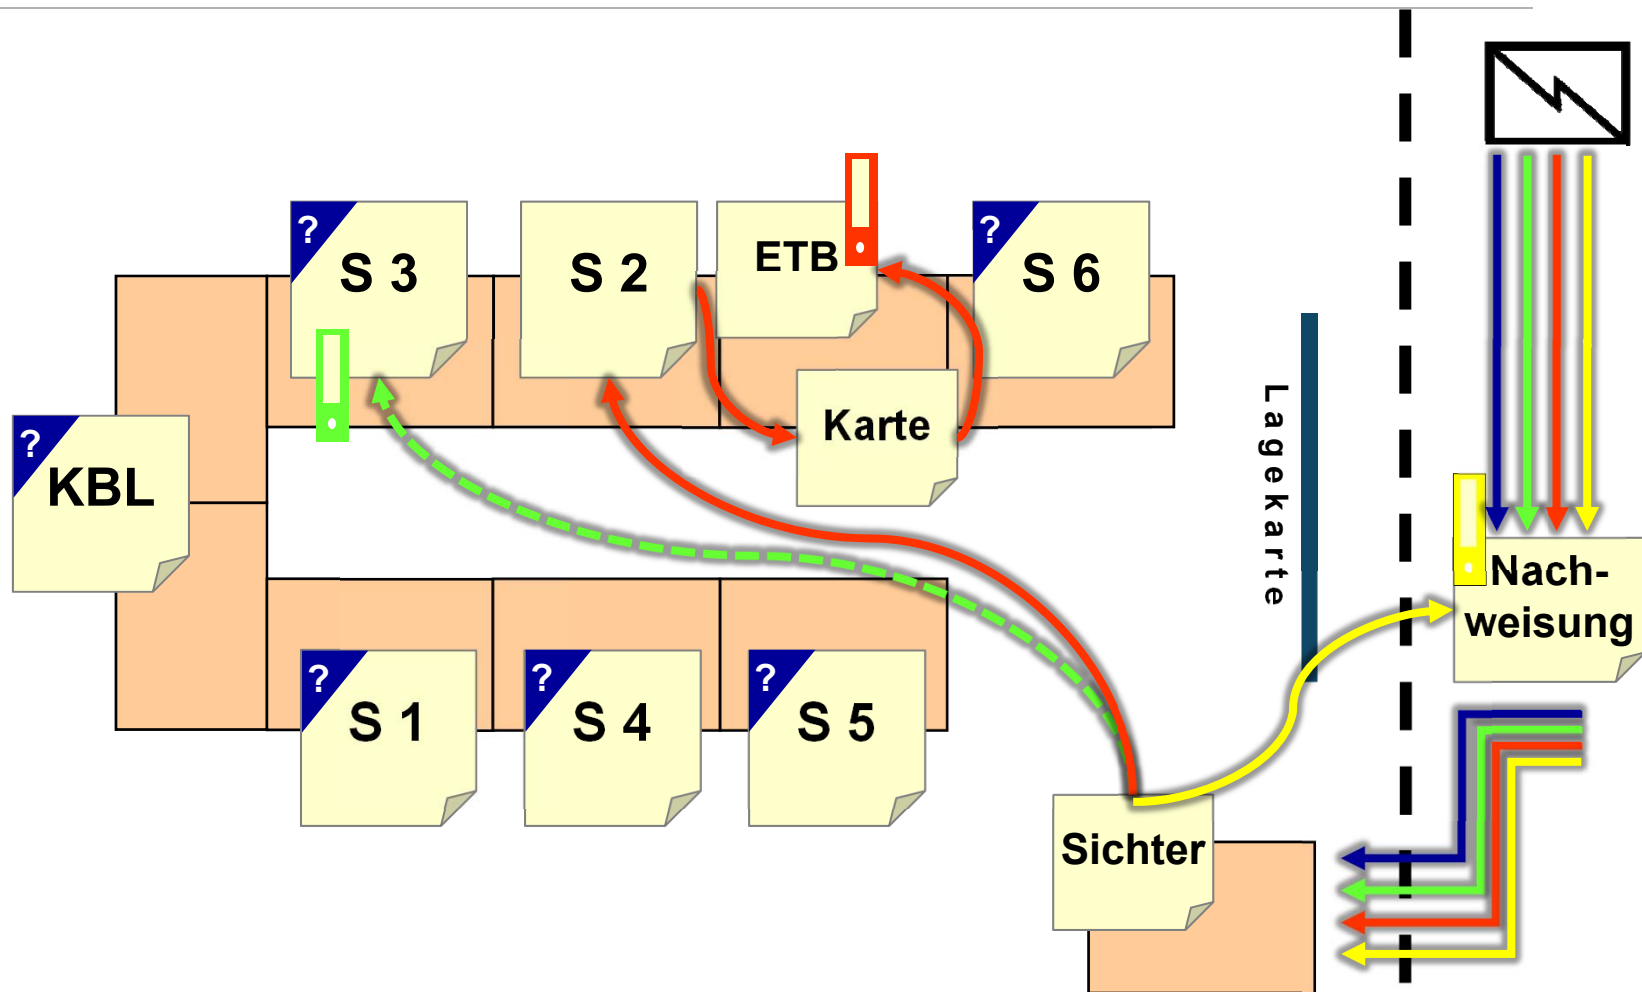 ?
S 3
S 2
ETB
?
S 6
Karte
?
KBL
Lagekarte
Nach-
weisung
?
S 1
?
S 4
?
S 5
Sichter